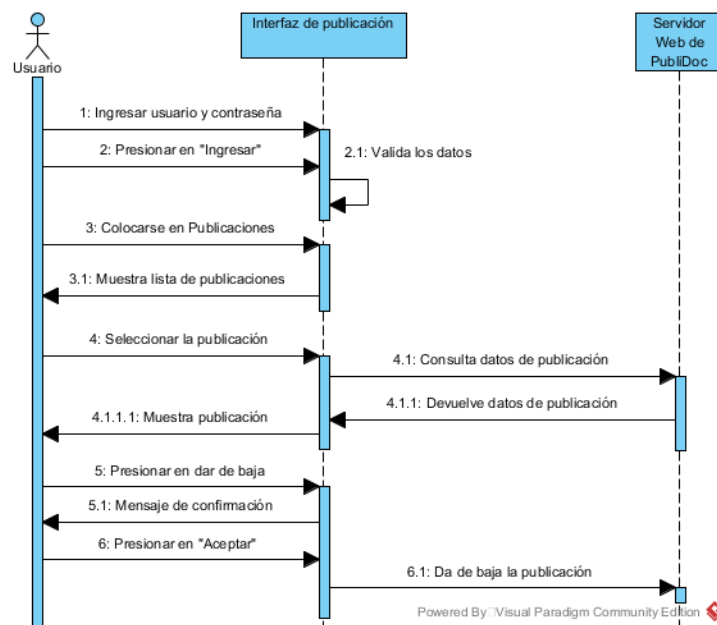 Interfaz de publicación
Servidor
Web de
PubliDoc
Usuario
1: Ingresar usuario y contraseña
2: Presionar en "Ingresar"
2.1: Valida los datos
3: Colocarse en Publicaciones
3.1: Muestra lista de publicaciones
4: Seleccionar la publicación
4.1: Consulta datos de publicación
4.1.1: Devuelve datos de publicación
4.1.1.1: Muestra publicación
5: Presionar en dar de baja
5.1: Mensaje de confirmación
6: Presionar en "Aceptar"
6.1: Da de baja la publicación
Powered By Visual Paradigm Community Edition